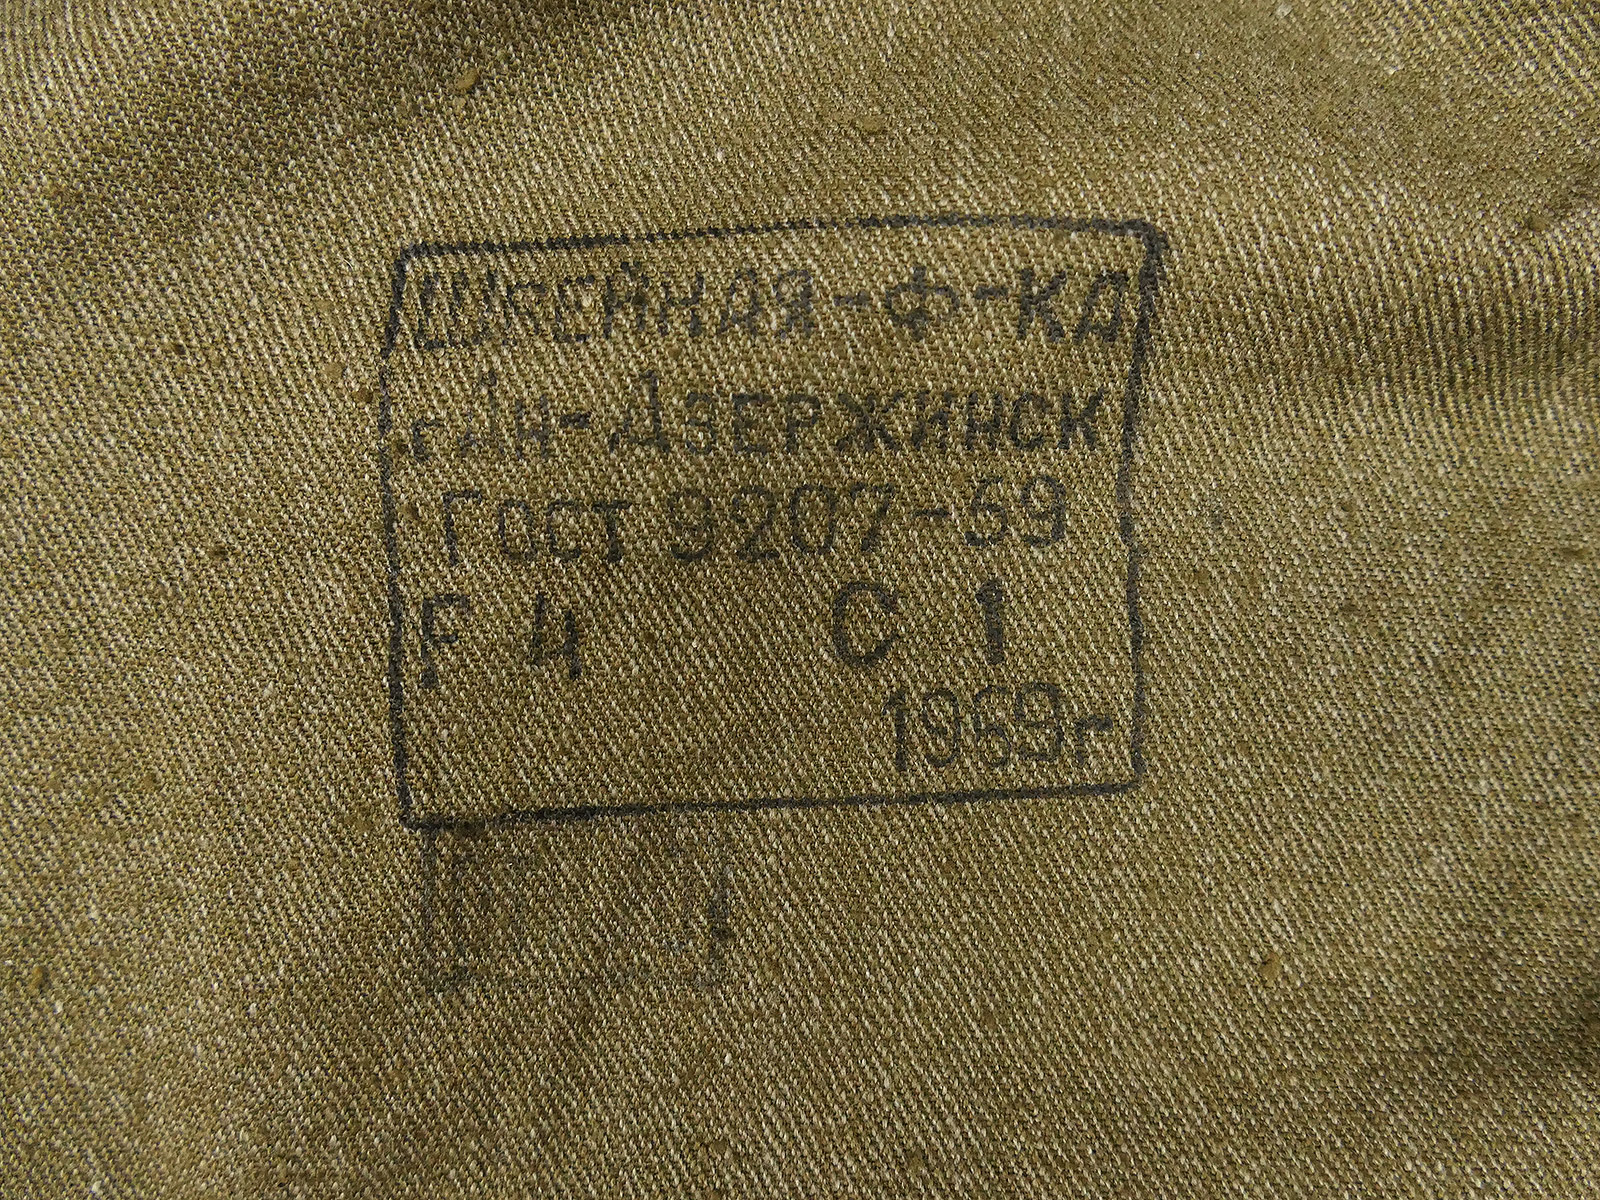 ШВЕЙНАЯ-Ф-КА
ДЗЕРЖИНСК
ГОСТ 9207-59
Р 4 С 1
1969г